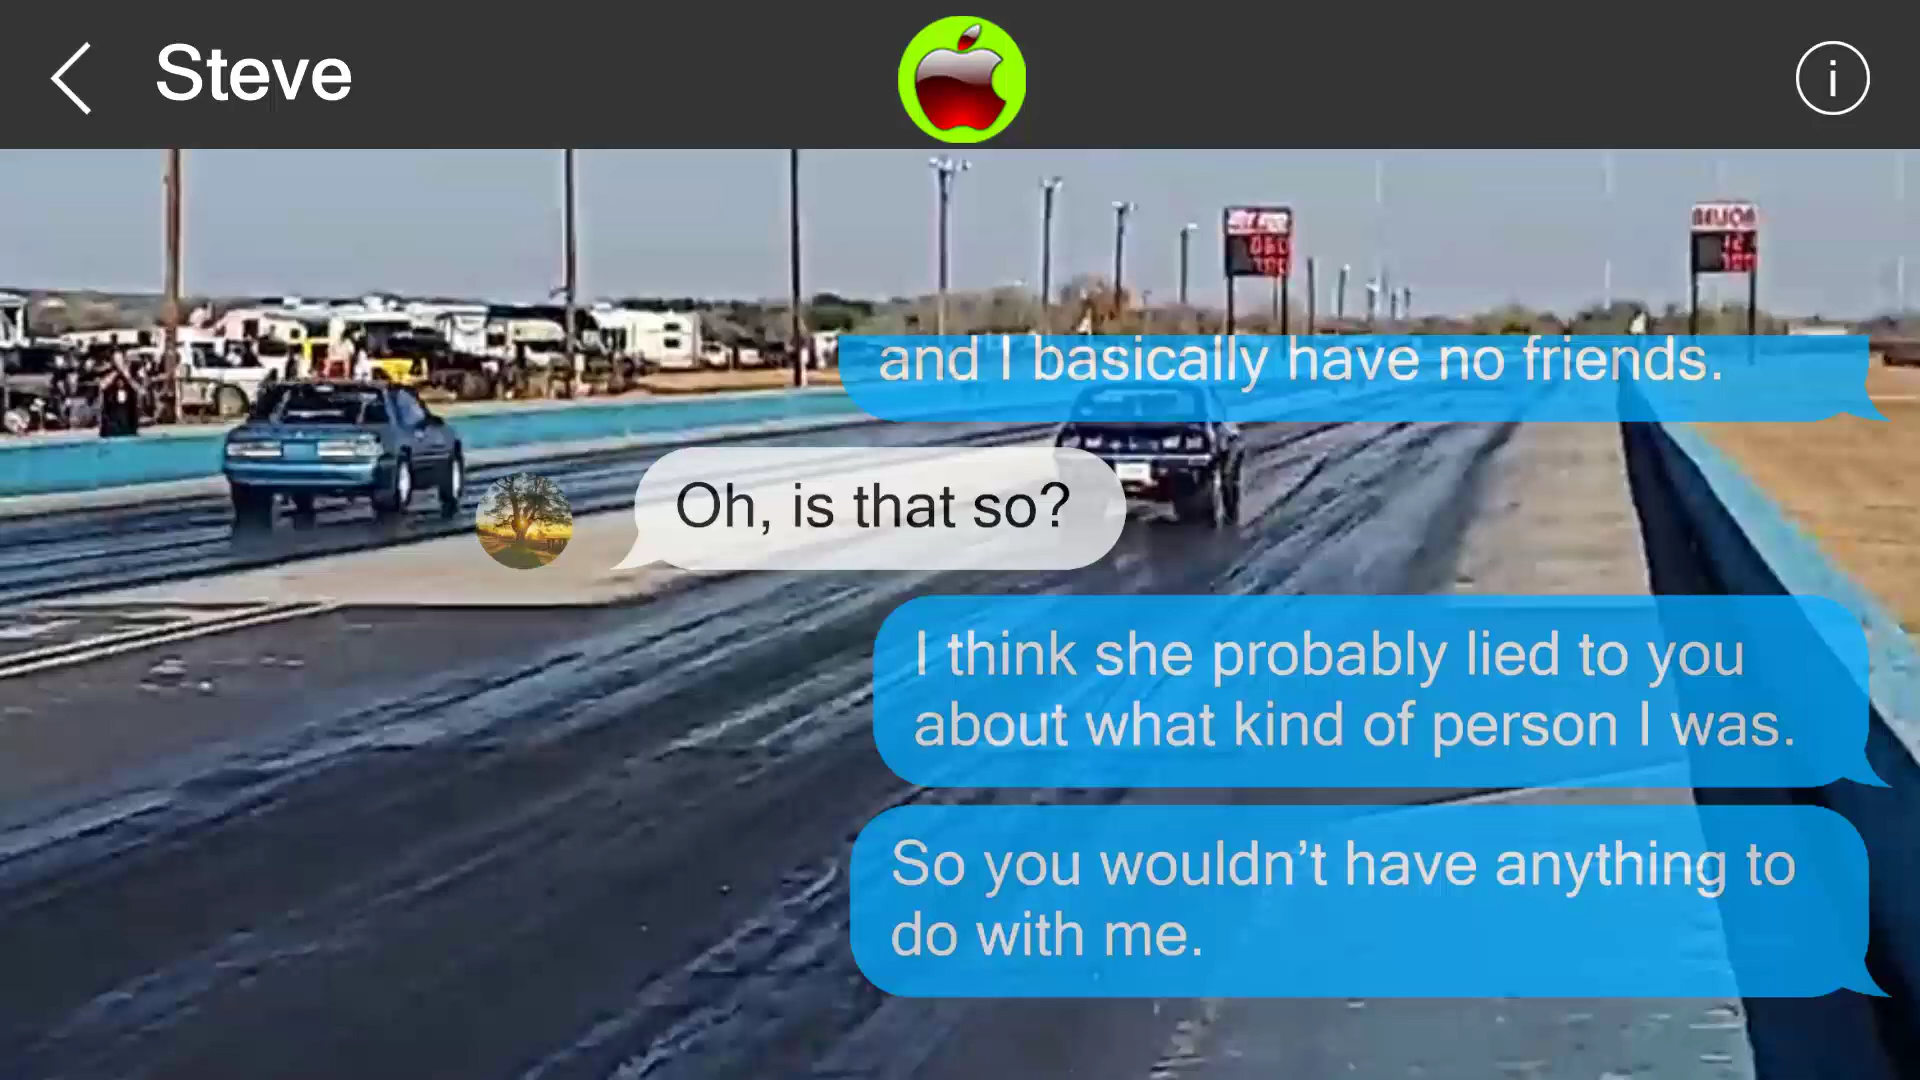 Steve
i
and I basically have no friends.
Oh, is that so?
I think she probably lied to you
about what kind of person I was.
So you wouldn’t have anything to
do with me.